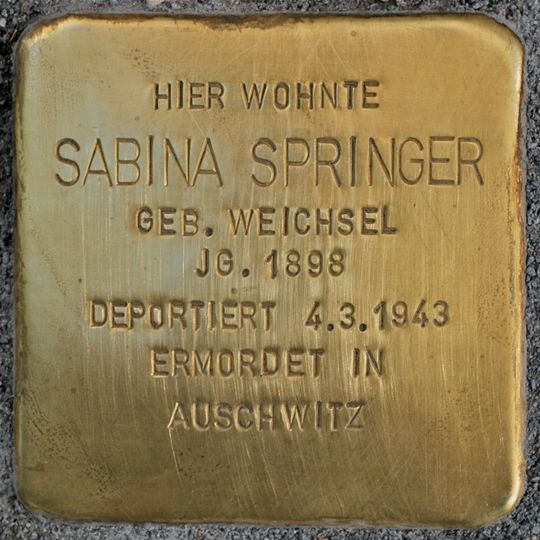 HIER WOHNTE
SABINA SPRINGER
GEB. WEICHSEL
JG. 1898
DEPORTIERT 4.3.1943
ERMORDET IN
AUSCHWITZ